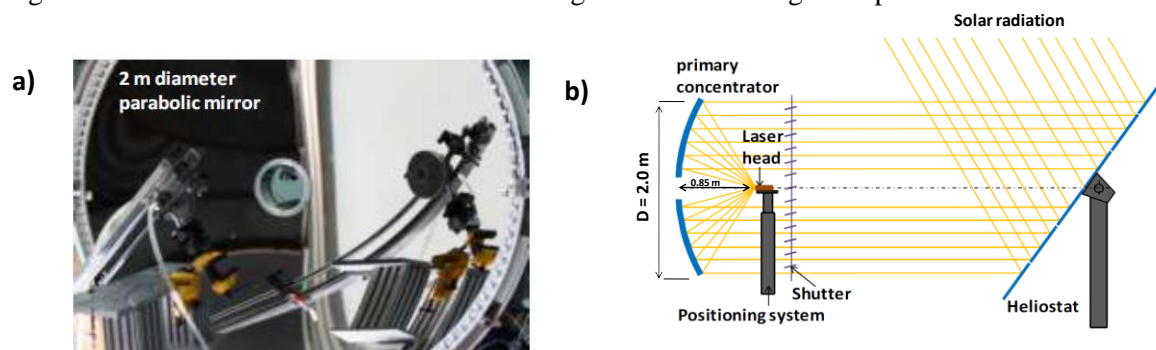 Solar radiation
a)
2 m diameter
parabolic mirror
b)
primary
concentrator
Laser
head
D = 2.0 m
0.85 m
Shutter
Positioning system
Heliostat